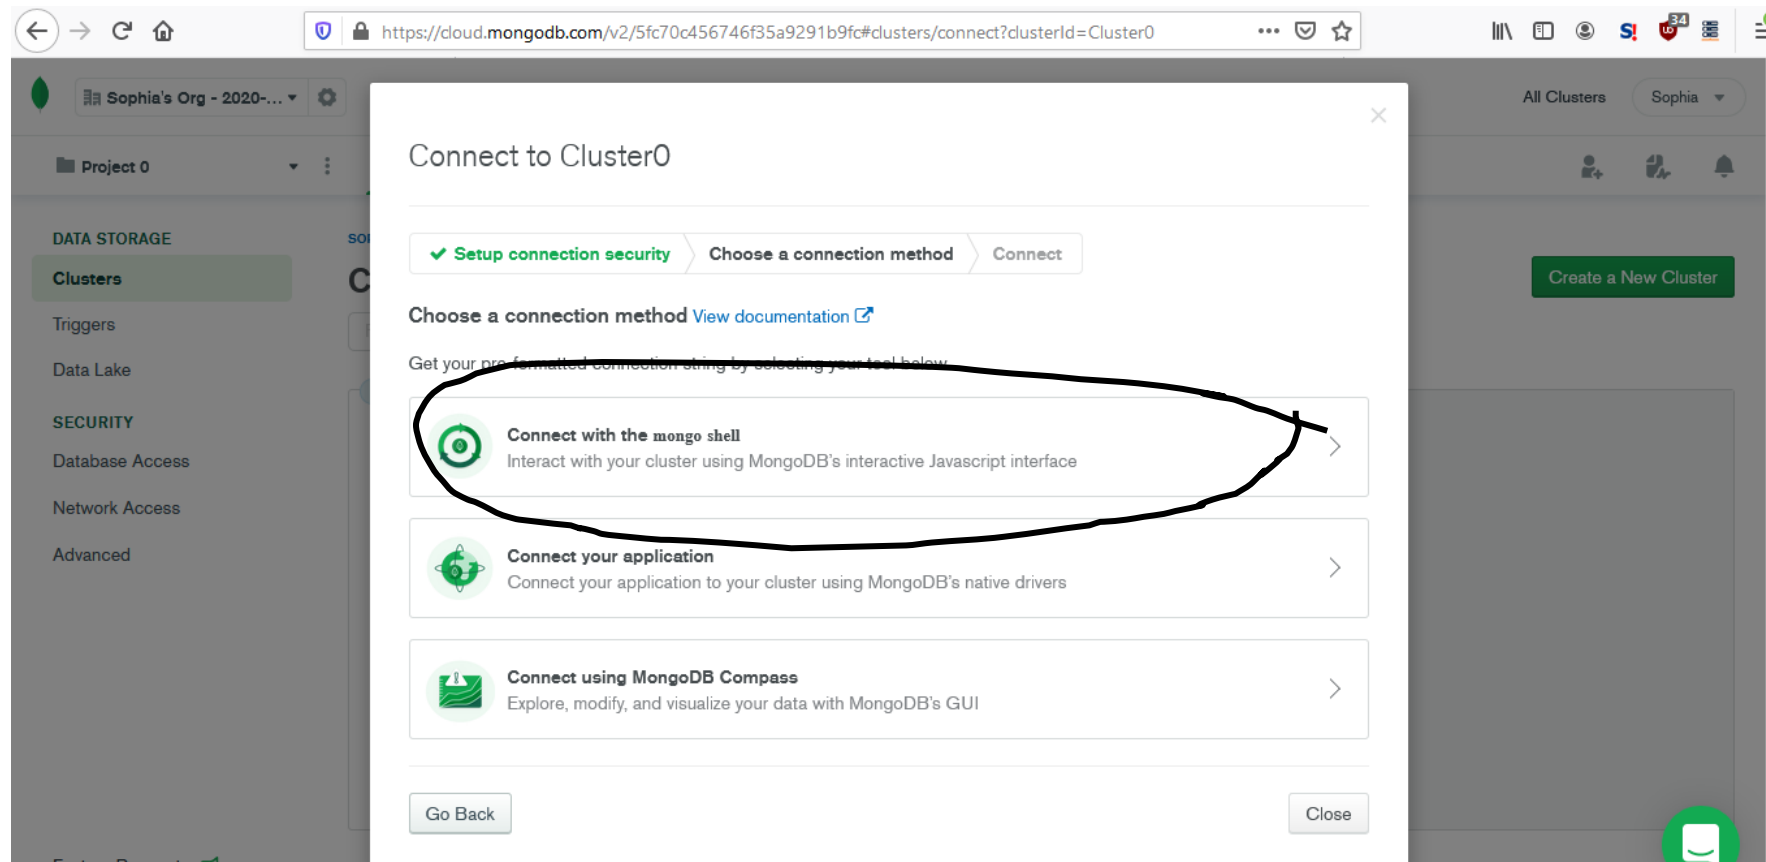 https://cloud.mongodb.com/v2/5fc70c456746f35a9291b9fc#clusters/connect?clusterId=Cluster0
S!
34
Sophia's Org - 2020-...
All Clusters
Sophia
Project 0
Connect to Cluster0
DATA STORAGE
Clusters
Triggers
Data Lake
SECURITY
Database Access
Network Access
Advanced
Setup connection security
Choose a connection method
Connect
Create a New Cluster
Choose a connection method View documentation
Get your pre-formatted connection string by selecting your tool below
Connect with the mongo shell
Interact with your cluster using MongoDB's interactive Javascript interface
Connect your application
Connect your application to your cluster using MongoDB's native drivers
Connect using MongoDB Compass
Explore, modify, and visualize your data with MongoDB's GUI
Go Back
Close